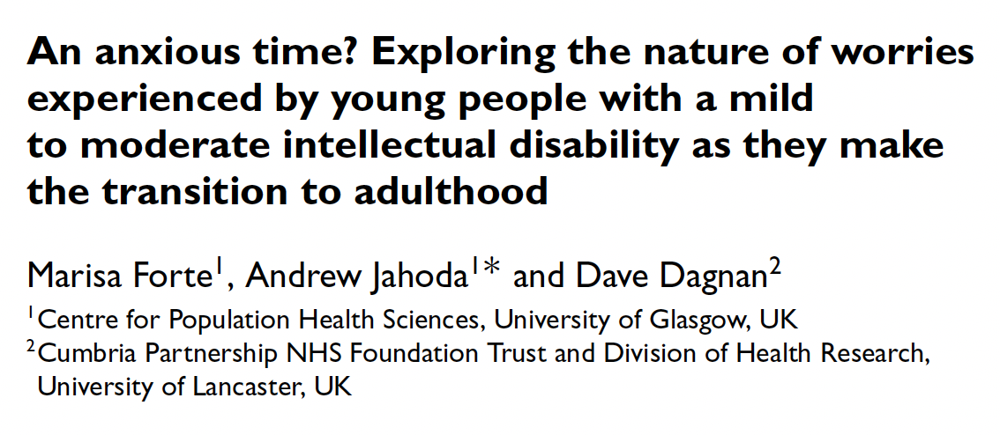 An anxious time? Exploring the nature of worries
experienced by young people with a mild
to moderate intellectual disability as they make
the transition to adulthood
Marisa Forte¹, Andrew Jahoda¹* and Dave Dagnan²
¹Centre for Population Health Sciences, University of Glasgow, UK
²Cumbria Partnership NHS Foundation Trust and Division of Health Research,
University of Lancaster, UK